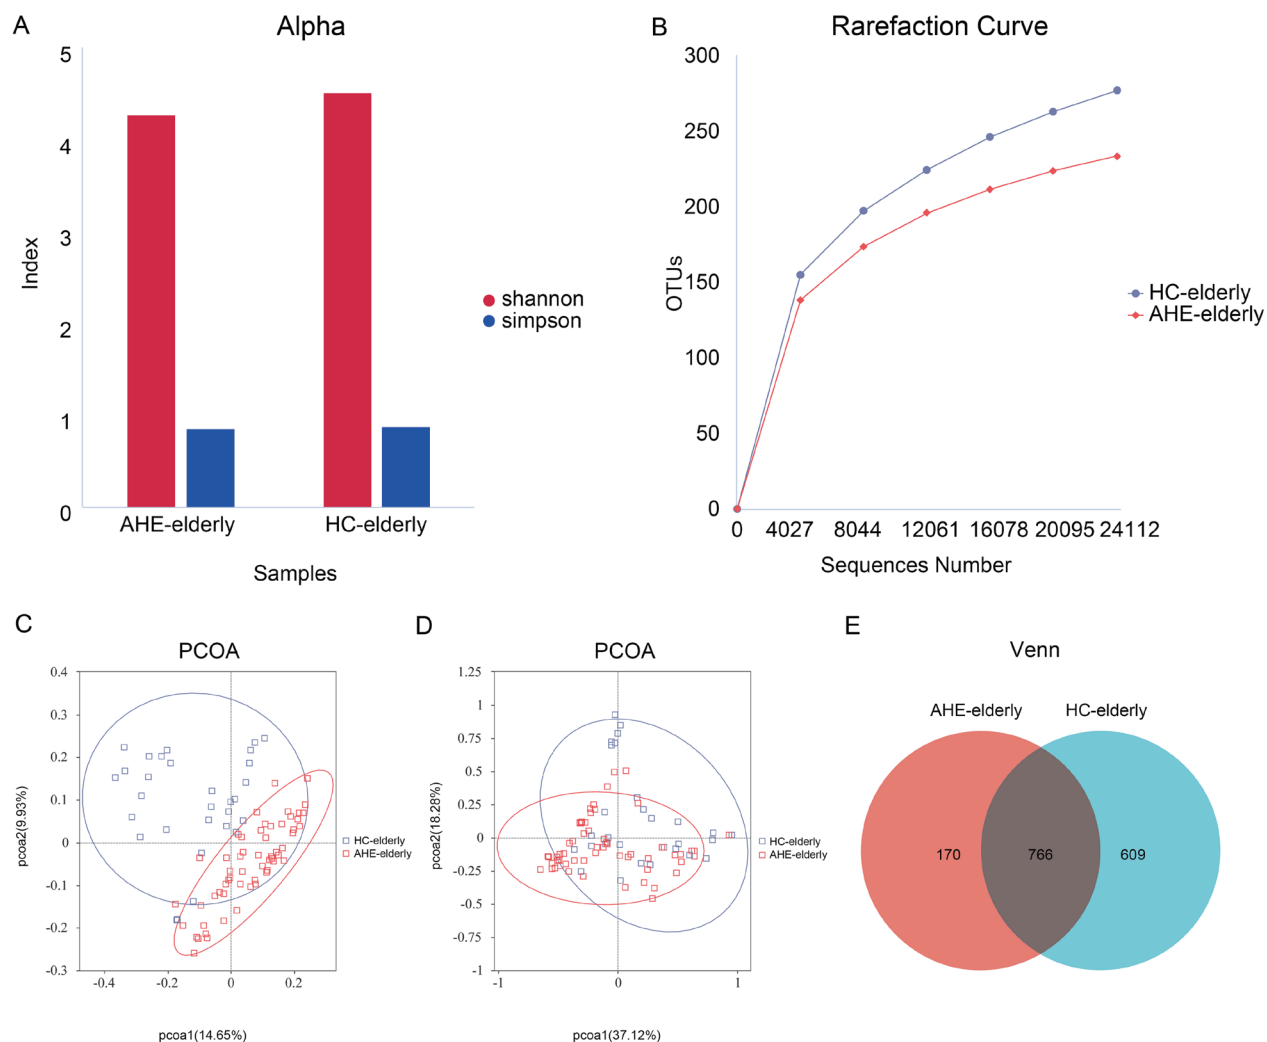 A
Alpha
5
4
3
2
1
0
Index
AHE-elderly
HC-elderly
Samples
shannon
simpson
B
Rarefaction Curve
300
250
200
150
100
50
0
OTUs
0 4027 8044 12061 16078 20095 24112
Sequences Number
HC-elderly
AHE-elderly
C
PCOA
0.4
0.3
0.2
0.1
0
-0.1
-0.2
-0.3
pcoa2(9.93%)
-0.4 -0.2 0 0.2
pcoa1(14.65%)
HC-elderly
AHE-elderly
D
PCOA
1.25
1
0.75
0.5
0.25
0
-0.25
-0.5
-0.75
-1
pcoa2(18.28%)
-1 0 1
pcoa1(37.12%)
HC-elderly
AHE-elderly
E
Venn
AHE-elderly HC-elderly
170 766 609